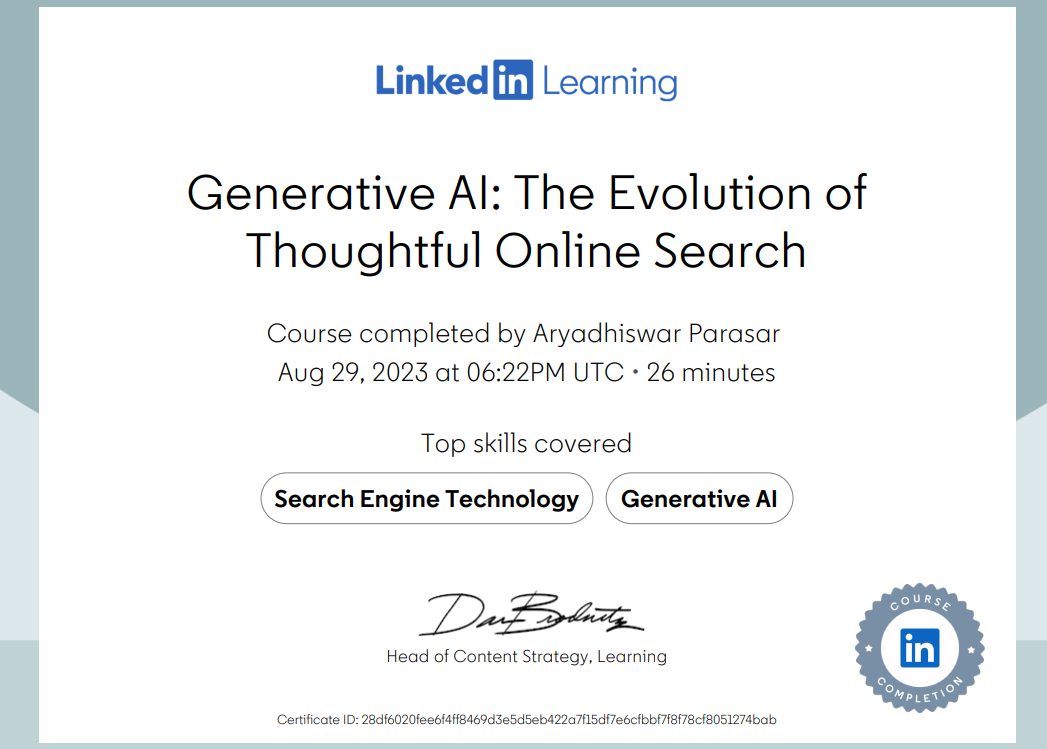 Linked in Learning
Generative AI: The Evolution of
Thoughtful Online Search
Course completed by Aryadhiswar Parasar
Aug 29, 2023 at 06:22PM UTC • 26 minutes
Top skills covered
Search Engine Technology Generative AI
Dan Brodnitz
Head of Content Strategy, Learning
COURSE
in
COMPLETION
Certificate ID: 28df6020fee6f4ff8469d3e5d5eb422a7f15df7e6cfbbf7f8f78cf8051274bab